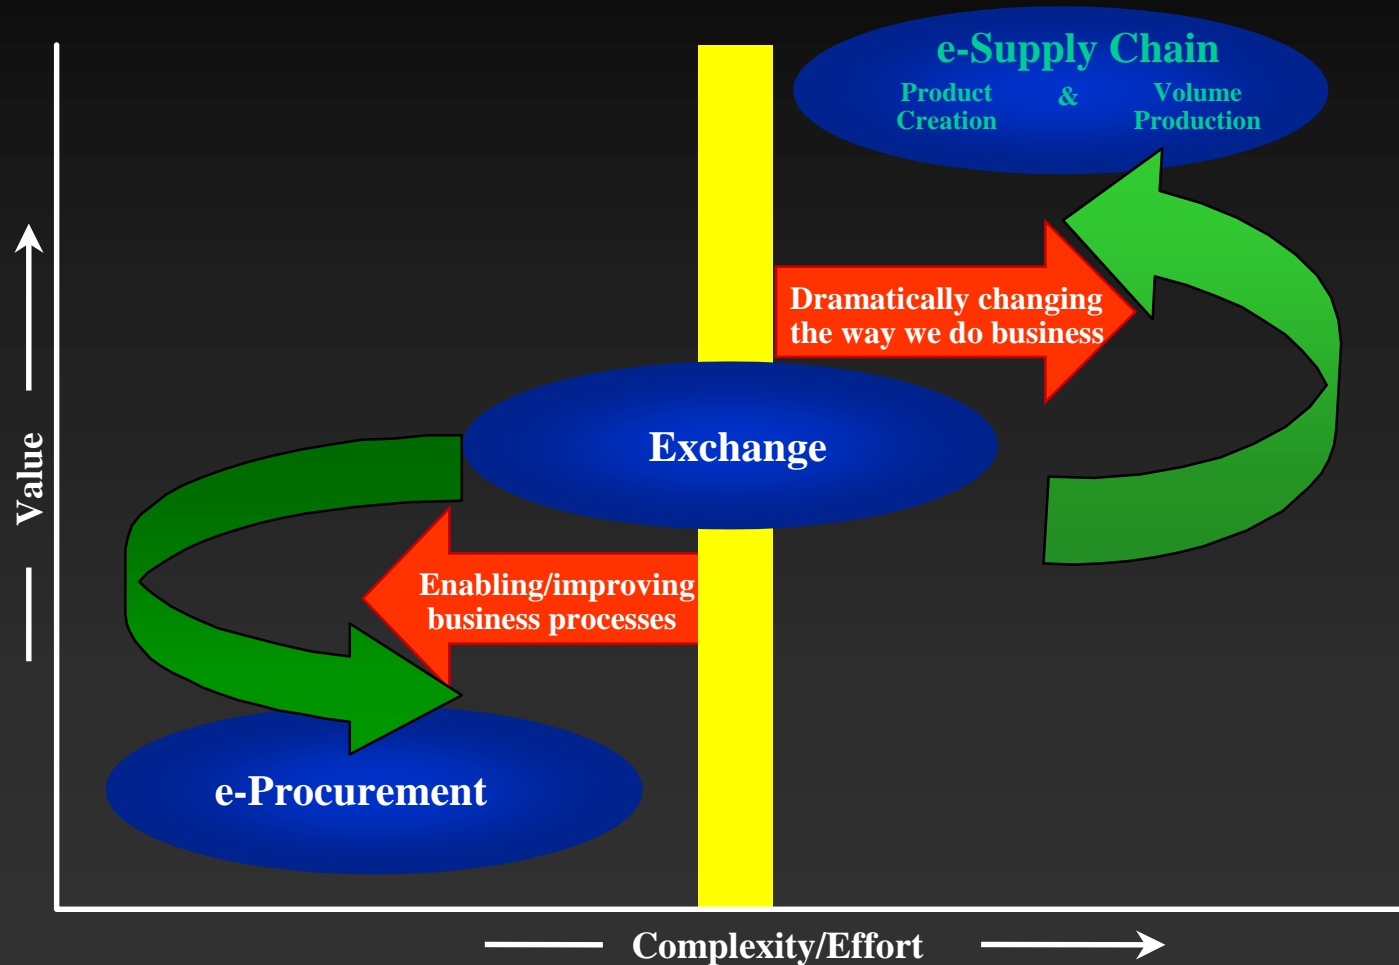 e-Supply Chain
Product & Volume
Creation Production
Dramatically changing
the way we do business
Exchange
Value
Enabling/improving
business processes
e-Procurement
Complexity/Effort